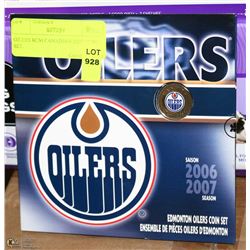 LOT
928
OILERS
OILERS
SAISON
2006
2007
SEASON
EDMONTON OILERS COIN SET
ENSEMBLE DE PIÈCES OILERS D'EDMONTON